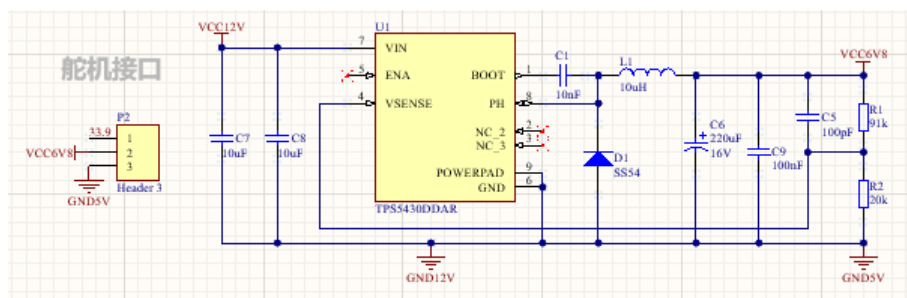 舵机接口
P2
33.9
1
VCC6V8
2
3
Header 3
GND5V
VCC12V
C7
10uF
C8
10uF
U1
7 VIN
5 ENA
4 VSENSE
BOOT 1
PH 8
NC_2 2
NC_3 3
POWERPAD 9
GND 6
TPS5430DDAR
GND12V
C1
10nF
L1
10uH
D1
SS54
C6
220uF
16V
C9
100nF
C5
100pF
VCC6V8
R1
91k
R2
20k
GND5V